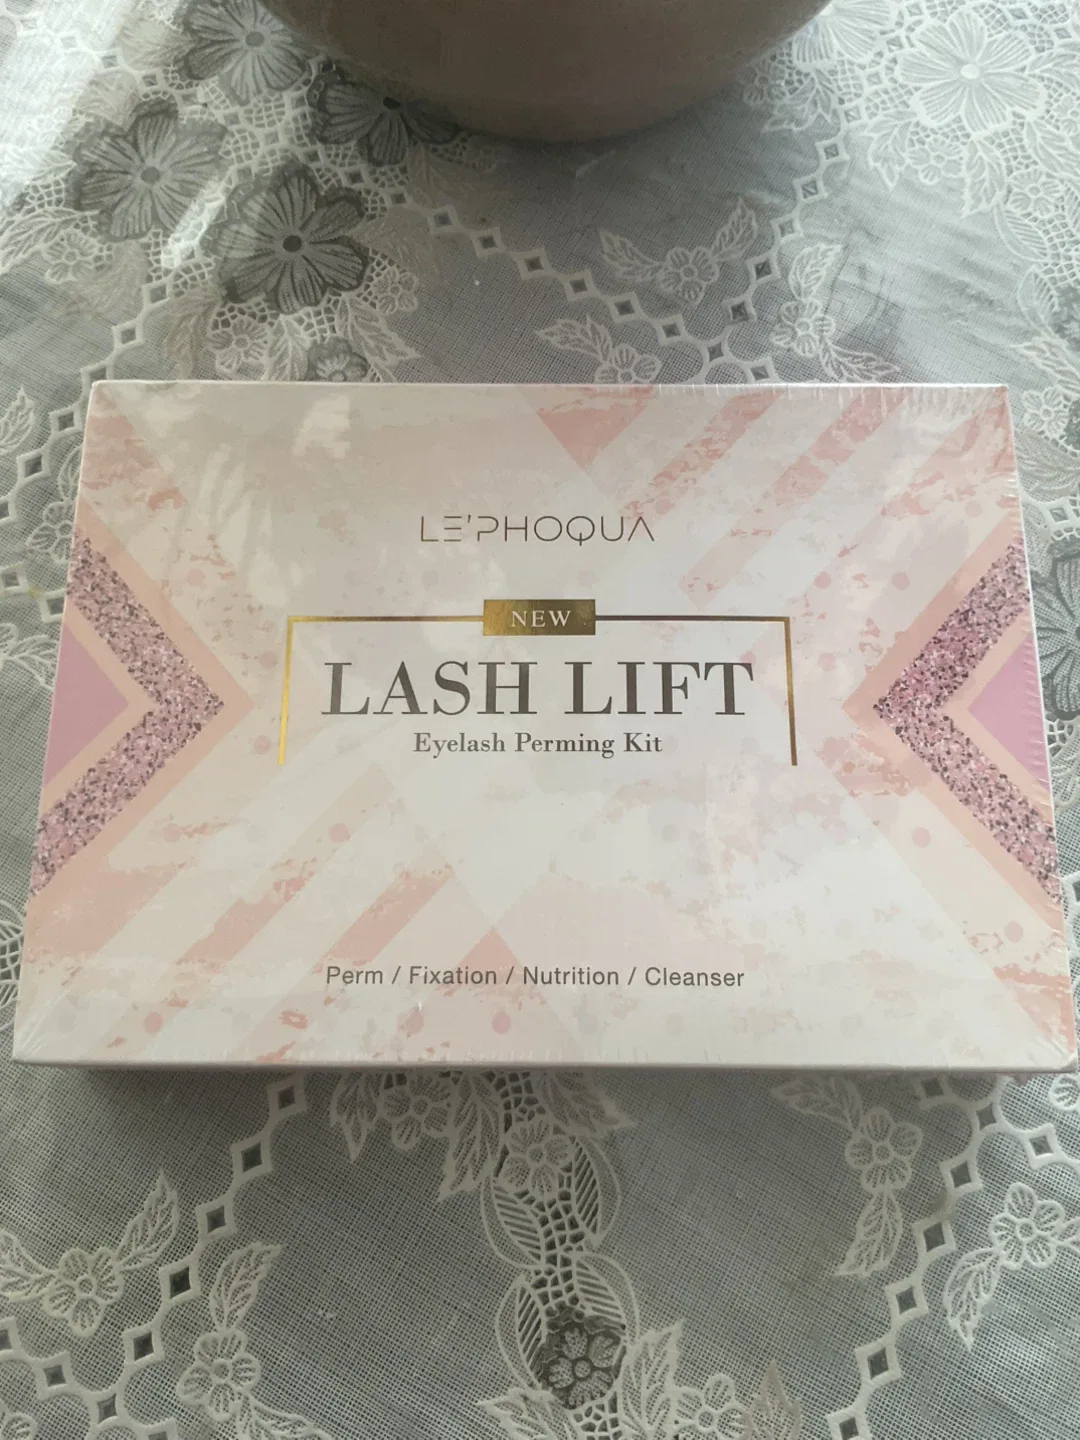 LE'PHOQUA
NEW
LASH LIFT
Eyelash Perming Kit
Perm / Fixation / Nutrition / Cleanser